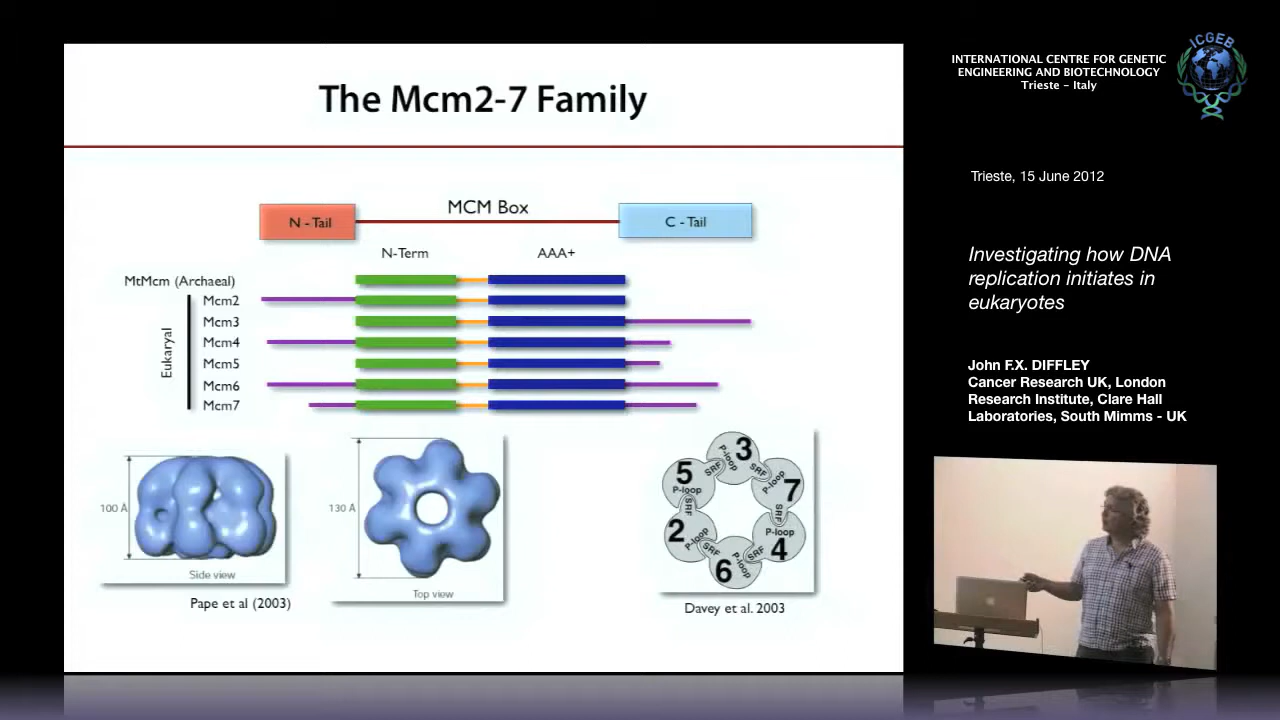 The Mcm2-7 Family
N - Tail
MCM Box
C - Tail
N-Term
AAA+
MtMcm (Archaeal)
Eukaryal
Mcm2
Mcm3
Mcm4
Mcm5
Mcm6
Mcm7
100 Å
Side view
Pape et al (2003)
130 Å
Top view
3
P-loop
SRF
7
P-loop
SRF
4
P-loop
SRF
6
P-loop
SRF
2
P-loop
SRF
5
P-loop
SRF
Davey et al. 2003
INTERNATIONAL CENTRE FOR GENETIC
ENGINEERING AND BIOTECHNOLOGY
Trieste – Italy
ICGEB
Trieste, 15 June 2012
Investigating how DNA
replication initiates in
eukaryotes
John F.X. DIFFLEY
Cancer Research UK, London
Research Institute, Clare Hall
Laboratories, South Mimms - UK